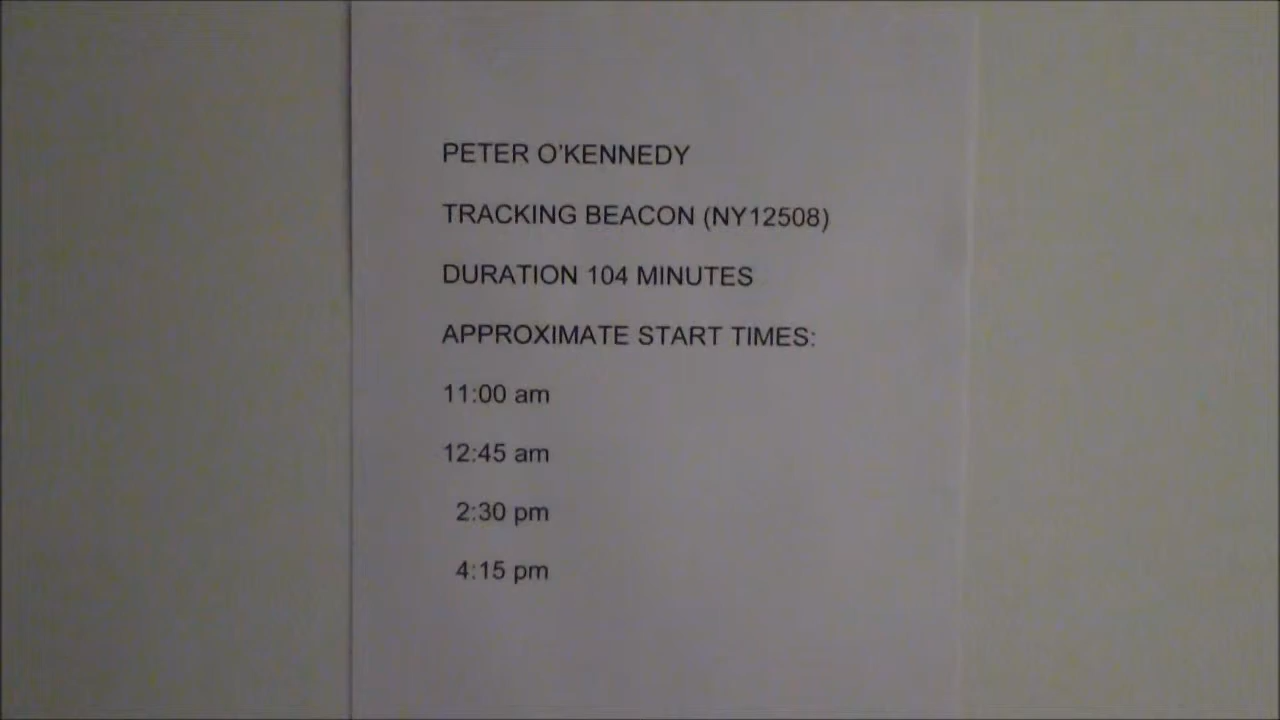 PETER O'KENNEDY
TRACKING BEACON (NY12508)
DURATION 104 MINUTES
APPROXIMATE START TIMES:
11:00 am
12:45 am
2:30 pm
4:15 pm